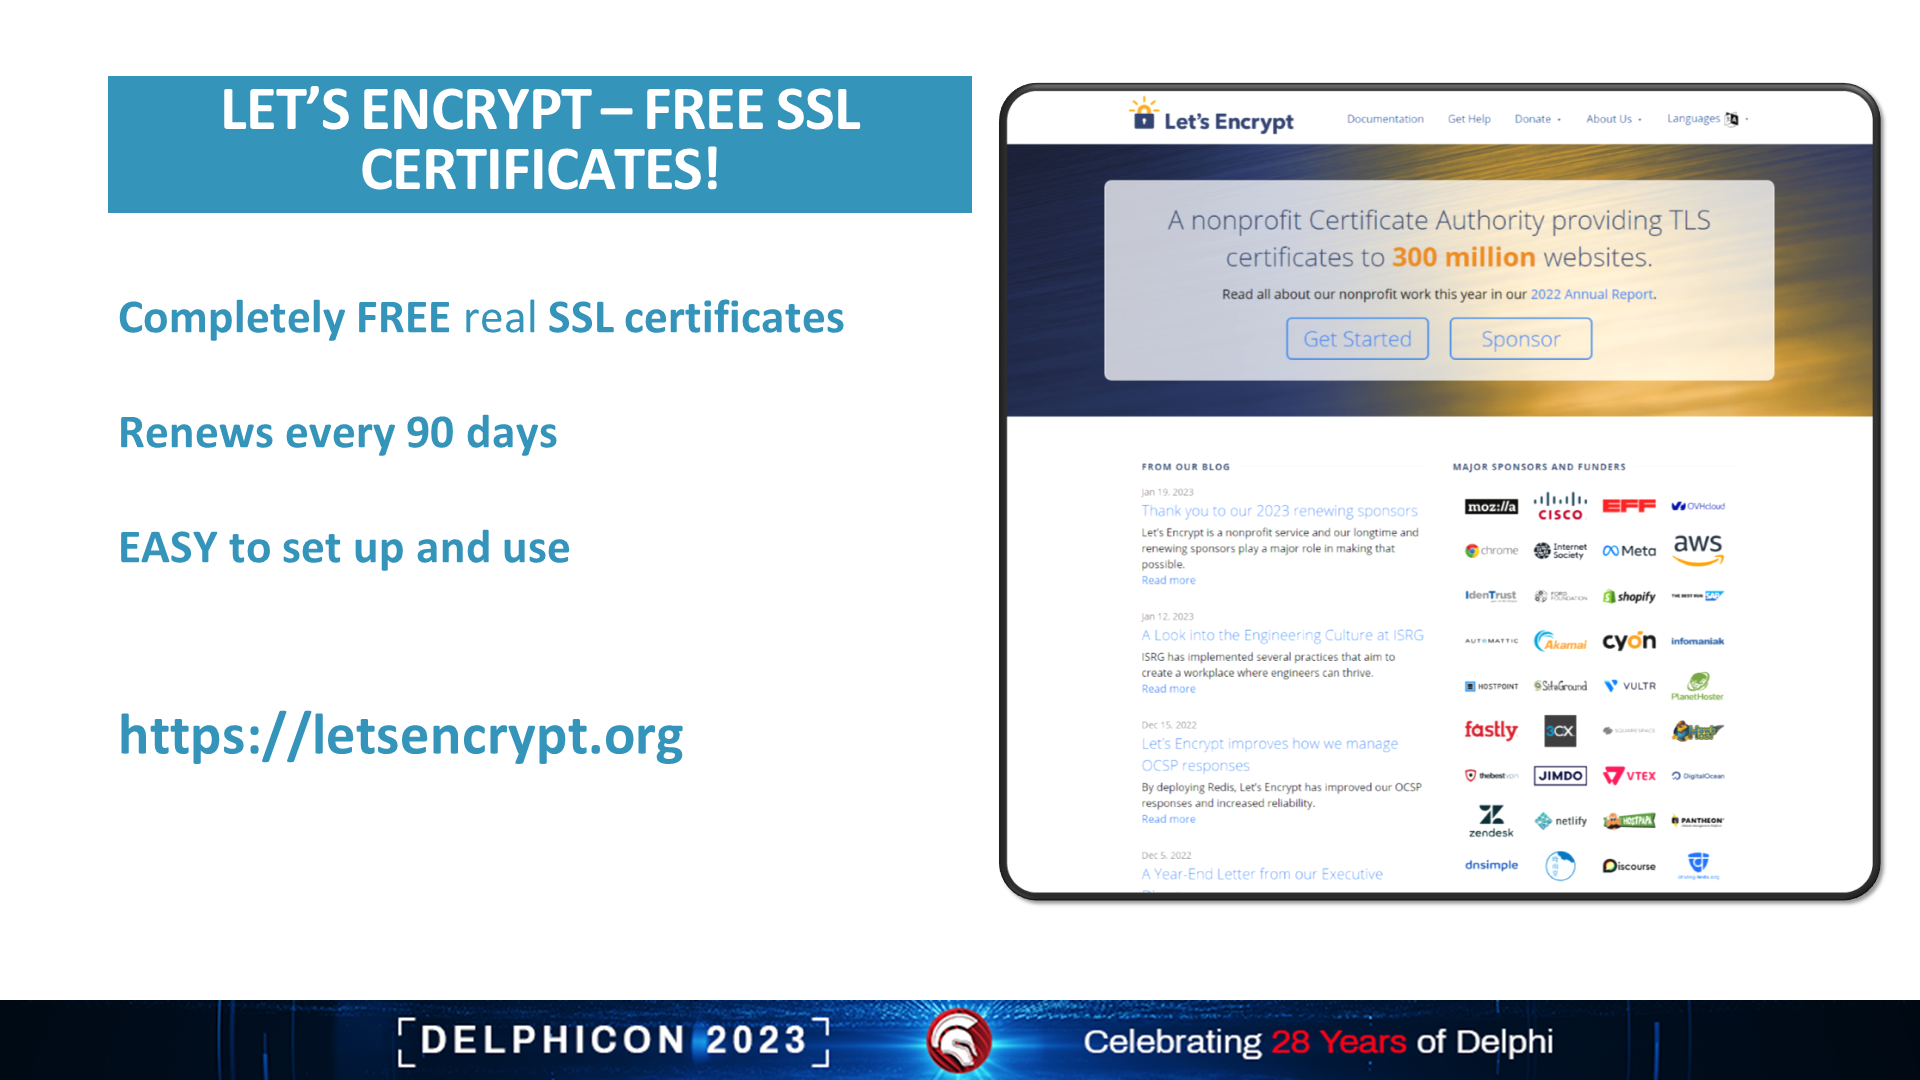 LET’S ENCRYPT – FREE SSL
CERTIFICATES!
Completely FREE real SSL certificates
Renews every 90 days
EASY to set up and use
https://letsencrypt.org
Let's Encrypt
Documentation Get Help Donate About Us Languages
A nonprofit Certificate Authority providing TLS
certificates to 300 million websites.
Read all about our nonprofit work this year in our 2022 Annual Report.
Get Started Sponsor
FROM OUR BLOG
Jan 19, 2023
Thank you to our 2023 renewing sponsors
Let's Encrypt is a nonprofit service and our longtime and
renewing sponsors play a major role in making that
possible.
Read more
Jan 12, 2023
A Look into the Engineering Culture at ISRG
ISRG has implemented several practices that aim to
create a workplace where engineers can thrive.
Read more
Dec 15, 2022
Let's Encrypt improves how we manage
OCSP responses
By deploying Redis, Let's Encrypt has improved our OCSP
responses and increased reliability.
Read more
Dec 5, 2022
A Year-End Letter from our Executive
MAJOR SPONSORS AND FUNDERS
moz://a CISCO EFF OVHcloud
chrome Internet Society Meta aws
IdenTrust FORD FOUNDATION shopify THE BEST RUN SAP
AUTOMATTIC Akamai cyon infomaniak
HOSTPOINT SiteGround VULTR PlanetHoster
fastly 3CX SQUARESPACE
thebestvpn JIMDO VTEX DigitalOcean
zendesk netlify HOSTPAPA PANTHEON
dnsimple Discourse
DELPHICON 2023
Celebrating 28 Years of Delphi